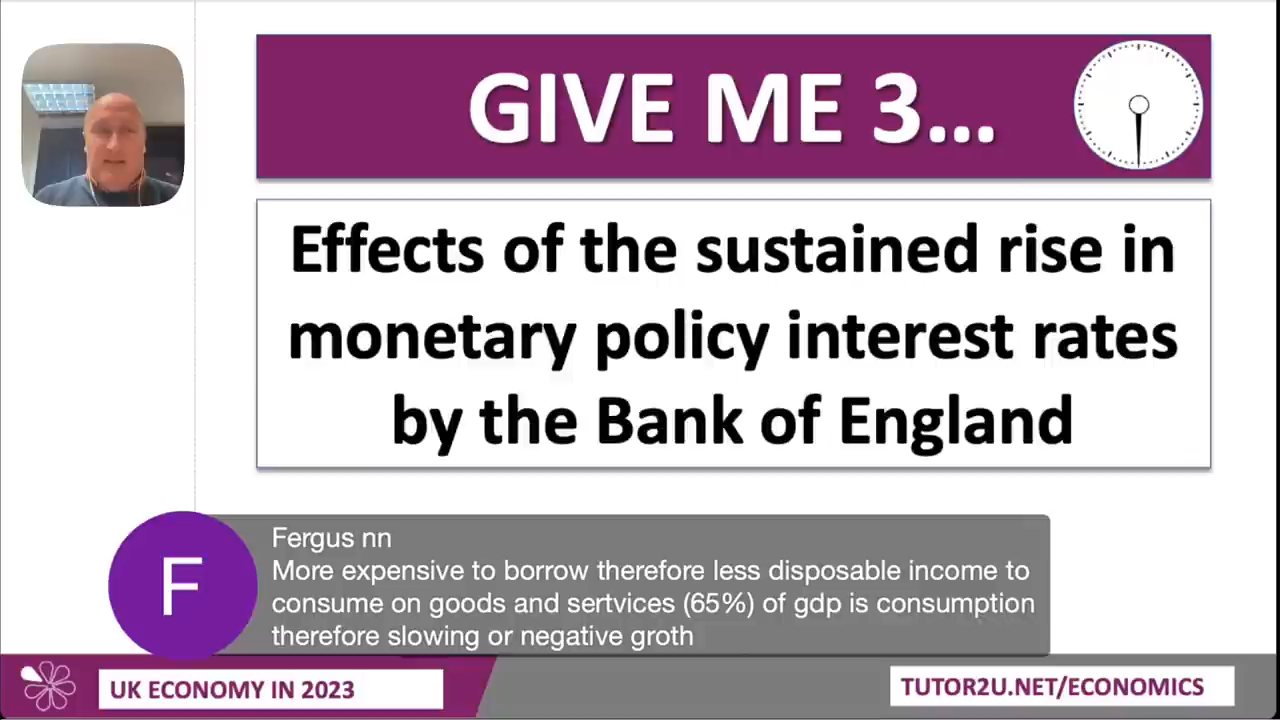 GIVE ME 3...
Effects of the sustained rise in
monetary policy interest rates
by the Bank of England
F
Fergus nn
More expensive to borrow therefore less disposable income to
consume on goods and sertvices (65%) of gdp is consumption
therefore slowing or negative groth
UK ECONOMY IN 2023
TUTOR2U.NET/ECONOMICS